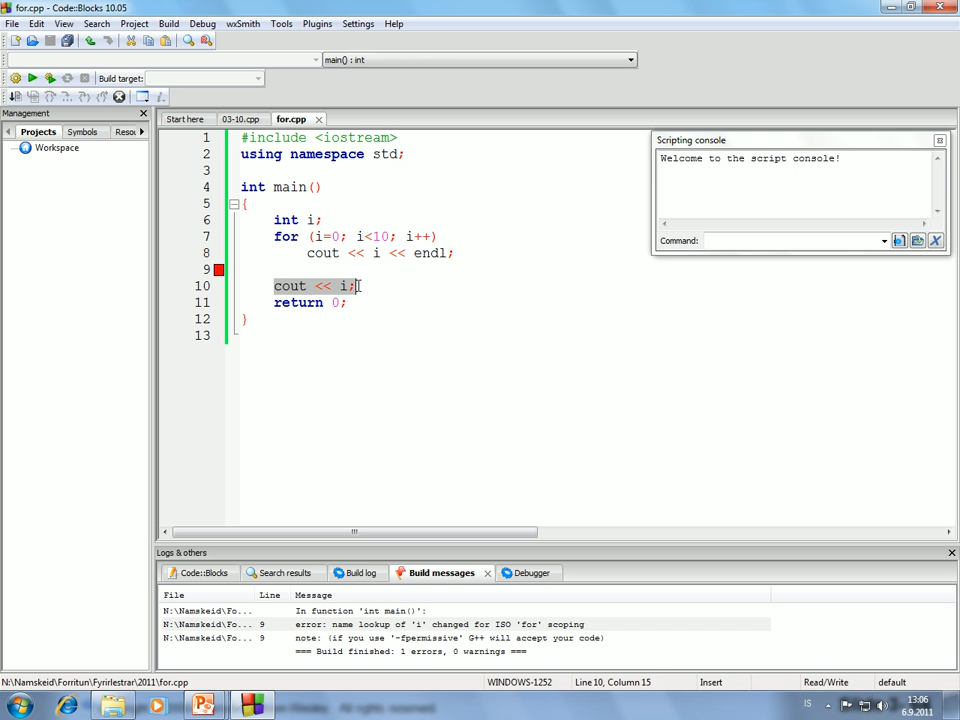 for.cpp - Code::Blocks 10.05
File Edit View Search Project Build Debug wxSmith Tools Plugins Settings Help
main() : int
Build target:
Management
Start here 03-10.cpp for.cpp
Projects Symbols Resou
Workspace
1 #include <iostream>
2 using namespace std;
3
4 int main()
5 {
6 int i;
7 for (i=0; i<10; i++)
8 cout << i << endl;
9
10 cout << i;
11 return 0;
12 }
13
Scripting console
Welcome to the script console!
Command:
Logs & others
Code::Blocks Search results Build log Build messages Debugger
File Line Message
N:\Namskeid\Fo... In function 'int main()':
N:\Namskeid\Fo... 9 error: name lookup of 'i' changed for ISO 'for' scoping
N:\Namskeid\Fo... 9 note: (if you use '-fpermissive' G++ will accept your code)
=== Build finished: 1 errors, 0 warnings ===
N:\Namskeid\Forritun\Fyrirlestrar\2011\for.cpp WINDOWS-1252 Line 10, Column 15 Insert Read/Write default
IS 13:06
6.9.2011
All rights reserved.